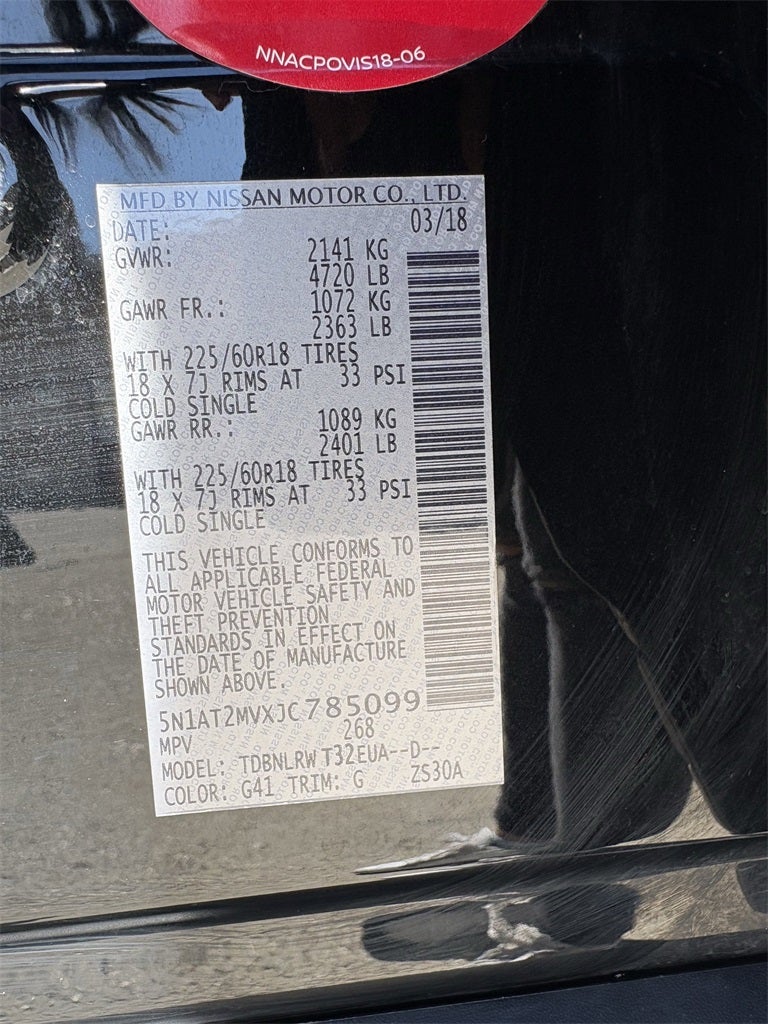 NNACPOVIS18-06
MFD BY NISSAN MOTOR CO., LTD.
DATE: 03/18
GVWR: 2141 KG
4720 LB
GAWR FR.: 1072 KG
2363 LB
WITH 225/60R18 TIRES
18 X 7J RIMS AT 33 PSI
COLD SINGLE
GAWR RR.: 1089 KG
2401 LB
WITH 225/60R18 TIRES
18 X 7J RIMS AT 33 PSI
COLD SINGLE
THIS VEHICLE CONFORMS TO
ALL APPLICABLE FEDERAL
MOTOR VEHICLE SAFETY AND
THEFT PREVENTION
STANDARDS IN EFFECT ON
THE DATE OF MANUFACTURE
SHOWN ABOVE.
5N1AT2MVXJC785099
MPV 268
MODEL: TDBNLRW T32EUA--D--
COLOR: G41 TRIM: G ZS30A